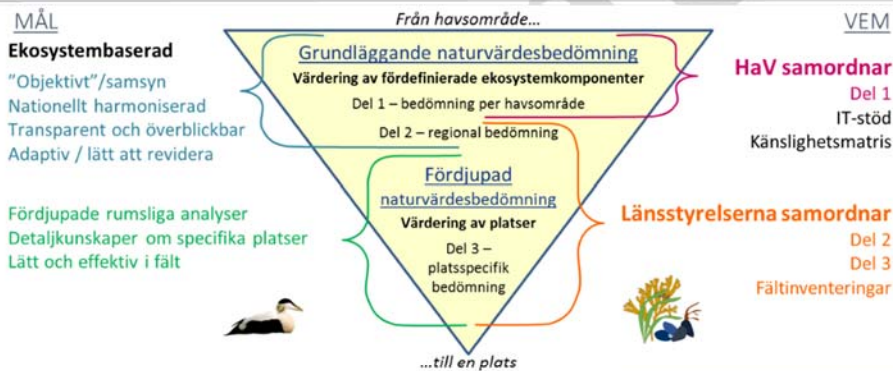 MÅL
Ekosystembaserad
"Objektivt"/samsyn
Nationellt harmoniserad
Transparent och överblickbar
Adaptiv / lätt att revidera
Fördjupade rumsliga analyser
Detaljkunskaper om specifika platser
Lätt och effektiv i fält
Från havsområde...
Grundläggande naturvärdesbedömning
Värdering av fördefinierade ekosystemkomponenter
Del 1 – bedömning per havsområde
Del 2 – regional bedömning
Fördjupad
naturvärdesbedömning
Värdering av platser
Del 3 –
platsspecifik
bedömning
...till en plats
VEM
HaV samordnar
Del 1
IT-stöd
Känslighetsmatris
Länsstyrelserna samordnar
Del 2
Del 3
Fältinventeringar